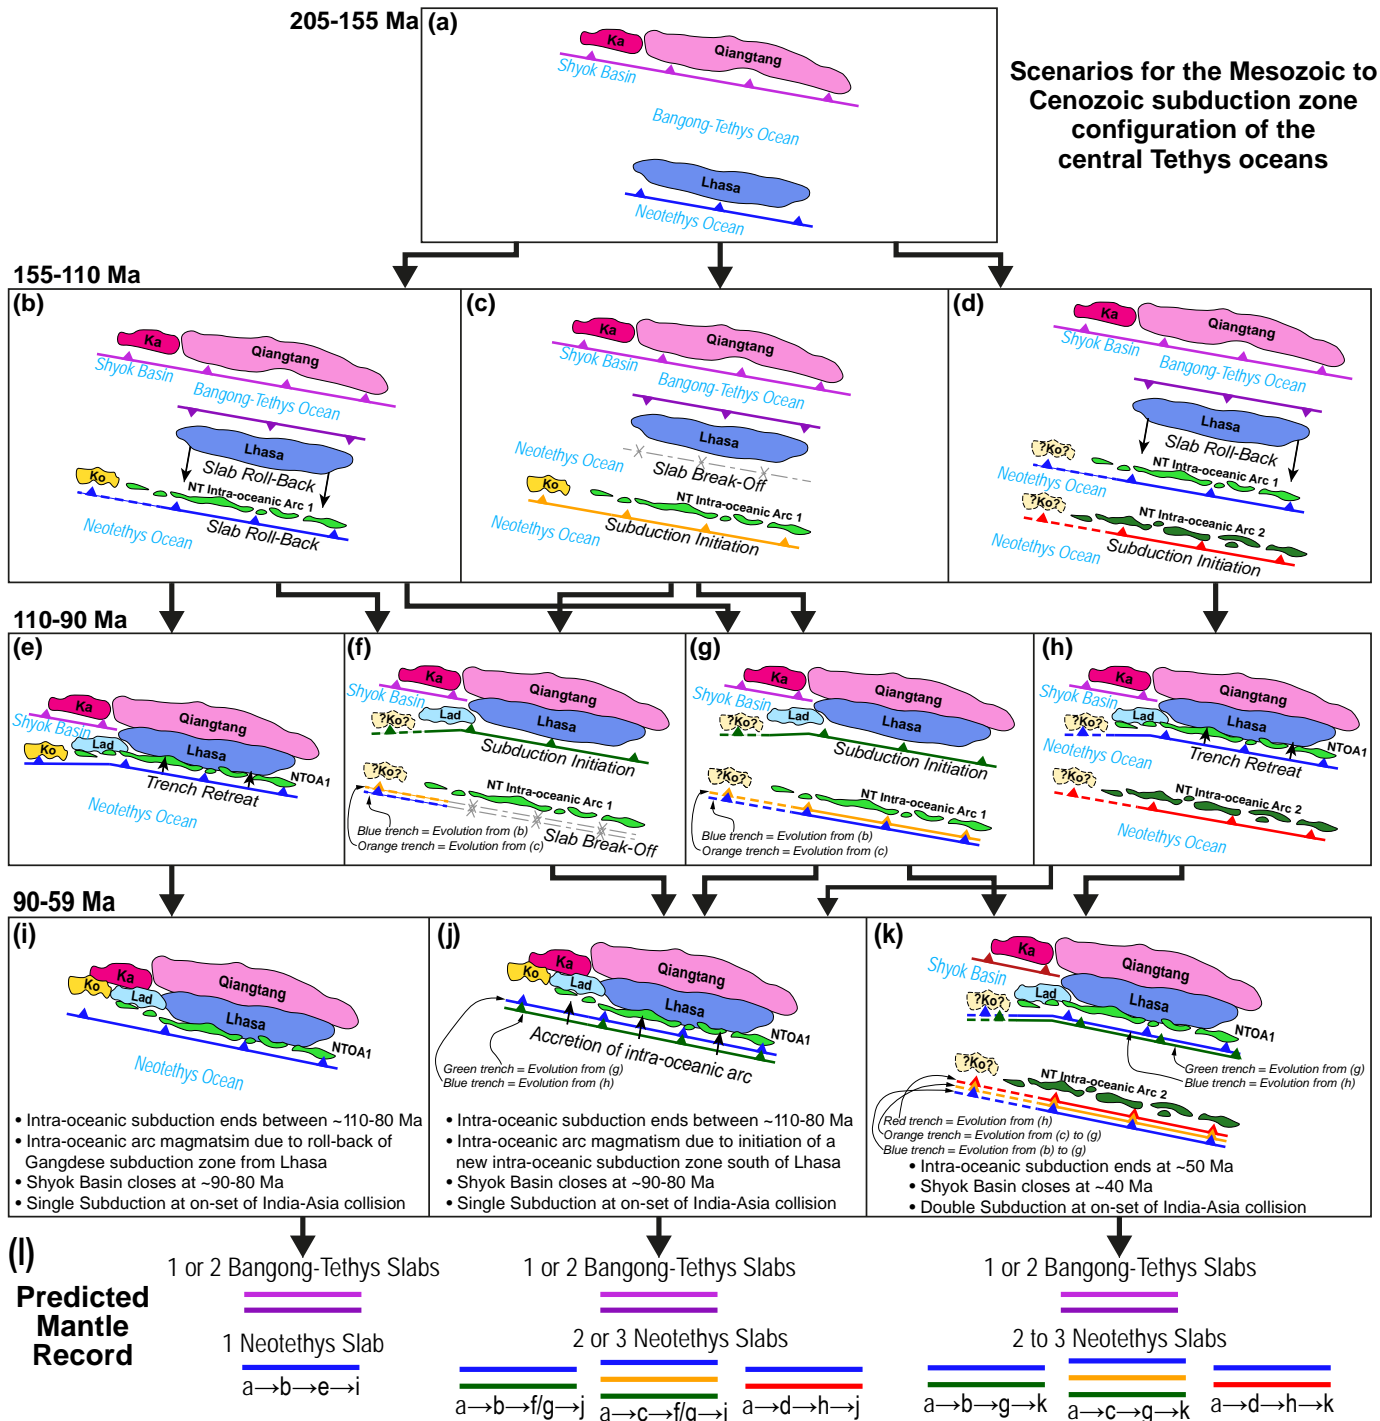 205-155 Ma
(a)
Ka
Qiangtang
Shyok Basin
Bangong-Tethys Ocean
Lhasa
Neotethys Ocean
Scenarios for the Mesozoic to
Cenozoic subduction zone
configuration of the
central Tethys oceans
155-110 Ma
(b)
Ka
Qiangtang
Shyok Basin
Bangong-Tethys Ocean
Lhasa
Slab Roll-Back
Ko
NT Intra-oceanic Arc 1
Neotethys Ocean
Slab Roll-Back
(c)
Ka
Qiangtang
Shyok Basin
Bangong-Tethys Ocean
Lhasa
Neotethys Ocean
Slab Break-Off
Ko
NT Intra-oceanic Arc 1
Neotethys Ocean
Subduction Initiation
(d)
Ka
Qiangtang
Shyok Basin
Bangong-Tethys Ocean
Lhasa
?Ko?
Slab Roll-Back
NT Intra-oceanic Arc 1
Neotethys Ocean
?Ko?
NT Intra-oceanic Arc 2
Neotethys Ocean
Subduction Initiation
110-90 Ma
(e)
Ka
Qiangtang
Shyok Basin
Lad
Lhasa
Ko
NTOA1
Trench Retreat
Neotethys Ocean
(f)
Ka
Qiangtang
Shyok Basin
?Ko?
Lad
Lhasa
Subduction Initiation
?Ko?
NT Intra-oceanic Arc 1
Blue trench = Evolution from (b)
Orange trench = Evolution from (c)
Slab Break-Off
(g)
Ka
Qiangtang
Shyok Basin
?Ko?
Lad
Lhasa
Subduction Initiation
?Ko?
NT Intra-oceanic Arc 1
Blue trench = Evolution from (b)
Orange trench = Evolution from (c)
(h)
Ka
Qiangtang
Shyok Basin
?Ko?
Lad
Lhasa
NTOA1
Neotethys Ocean
Trench Retreat
?Ko?
NT Intra-oceanic Arc 2
Neotethys Ocean
90-59 Ma
(i)
Ka
Qiangtang
Ko
Lad
Lhasa
NTOA1
Neotethys Ocean
• Intra-oceanic subduction ends between ~110-80 Ma
• Intra-oceanic arc magmatsim due to roll-back of
Gangdese subduction zone from Lhasa
• Shyok Basin closes at ~90-80 Ma
• Single Subduction at on-set of India-Asia collision
(j)
Ka
Qiangtang
Ko
Lad
Lhasa
NTOA1
Accretion of intra-oceanic arc
Green trench = Evolution from (g)
Blue trench = Evolution from (h)
• Intra-oceanic subduction ends between ~110-80 Ma
• Intra-oceanic arc magmatism due to initiation of a
new intra-oceanic subduction zone south of Lhasa
• Shyok Basin closes at ~90-80 Ma
• Single Subduction at on-set of India-Asia collision
(k)
Ka
Qiangtang
Shyok Basin
?Ko?
Lad
Lhasa
NTOA1
Green trench = Evolution from (g)
Blue trench = Evolution from (h)
?Ko?
NT Intra-oceanic Arc 2
Red trench = Evolution from (h)
Orange trench = Evolution from (c) to (g)
Blue trench = Evolution from (b) to (g)
• Intra-oceanic subduction ends at ~50 Ma
• Shyok Basin closes at ~40 Ma
• Double Subduction at on-set of India-Asia collision
(l)
Predicted
Mantle
Record
1 or 2 Bangong-Tethys Slabs
1 Neotethys Slab
a→b→e→i
1 or 2 Bangong-Tethys Slabs
2 or 3 Neotethys Slabs
a→b→f/g→j
a→c→f/g→j
a→d→h→j
1 or 2 Bangong-Tethys Slabs
2 to 3 Neotethys Slabs
a→b→g→k
a→c→g→k
a→d→h→k